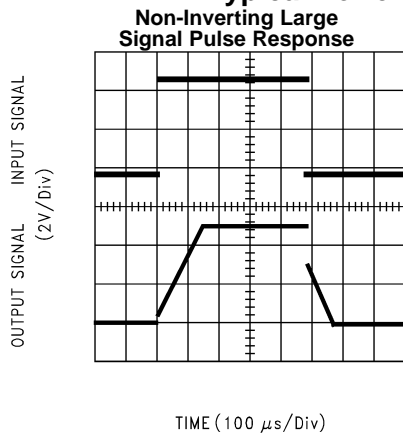 Non-Inverting Large
Signal Pulse Response
INPUT SIGNAL
OUTPUT SIGNAL
(2V/Div)
TIME (100 μs/Div)